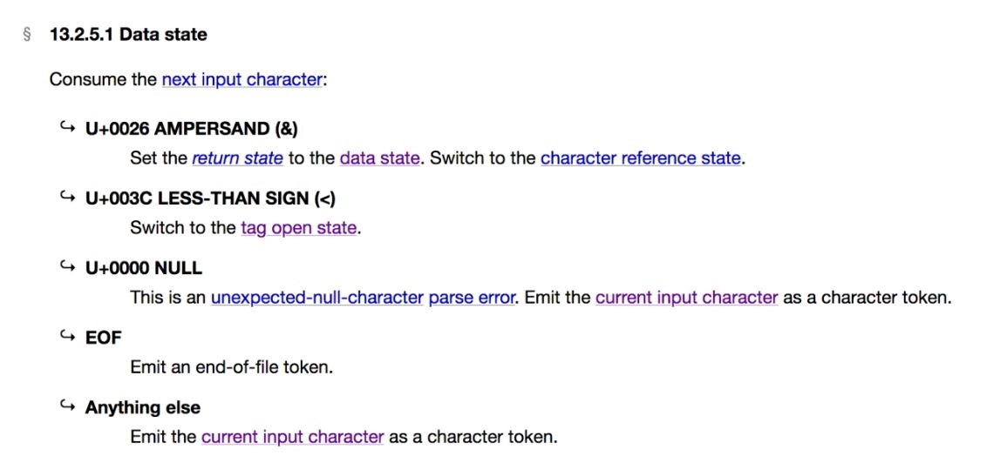 § 13.2.5.1 Data state
Consume the next input character:
↪ U+0026 AMPERSAND (&)
Set the return state to the data state. Switch to the character reference state.
↪ U+003C LESS-THAN SIGN (<)
Switch to the tag open state.
↪ U+0000 NULL
This is an unexpected-null-character parse error. Emit the current input character as a character token.
↪ EOF
Emit an end-of-file token.
↪ Anything else
Emit the current input character as a character token.